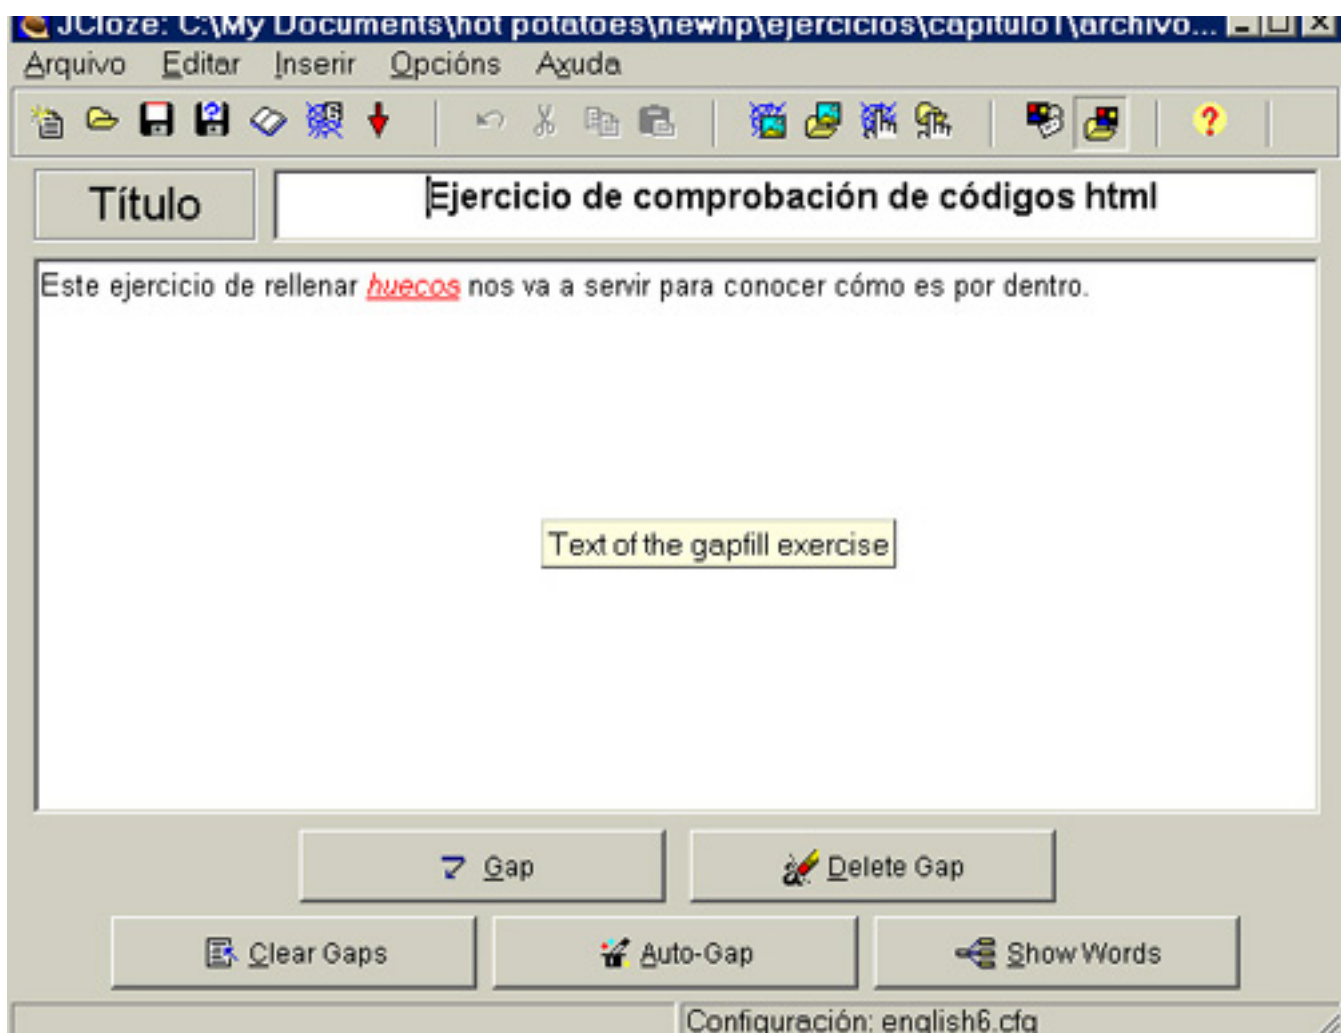 JCloze: C:\My Documents\hot potatoes\newhp\ejercicios\capitulo1\archivo...
Arquivo Editar Inserir Opcións Axuda
Título
Ejercicio de comprobación de códigos html
Este ejercicio de rellenar huecos nos va a servir para conocer cómo es por dentro.
Text of the gapfill exercise
Gap Delete Gap
Clear Gaps Auto-Gap Show Words
Configuración: english6.cfg